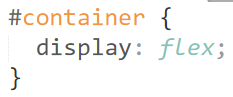 #container {
  display: flex;
}